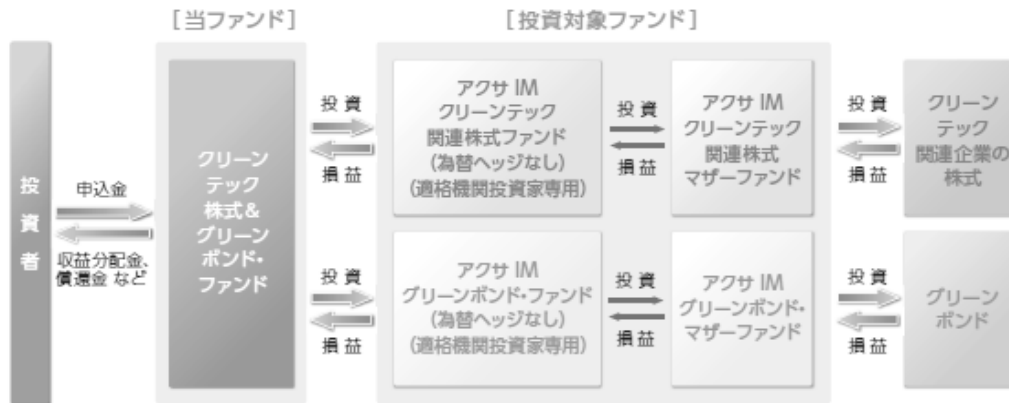 [当ファンド]
[投資対象ファンド]
投資者
申込金
収益分配金、
償還金 など
クリーン
テック
株式&
グリーン
ボンド・
ファンド
投資
損益
アクサ IM
クリーンテック
関連株式ファンド
(為替ヘッジなし)
(適格機関投資家専用)
投資
損益
アクサ IM
クリーンテック
関連株式
マザーファンド
投資
損益
クリーン
テック
関連企業の
株式
投資
損益
アクサ IM
グリーンボンド・ファンド
(為替ヘッジなし)
(適格機関投資家専用)
投資
損益
アクサ IM
グリーンボンド・
マザーファンド
投資
損益
グリーン
ボンド